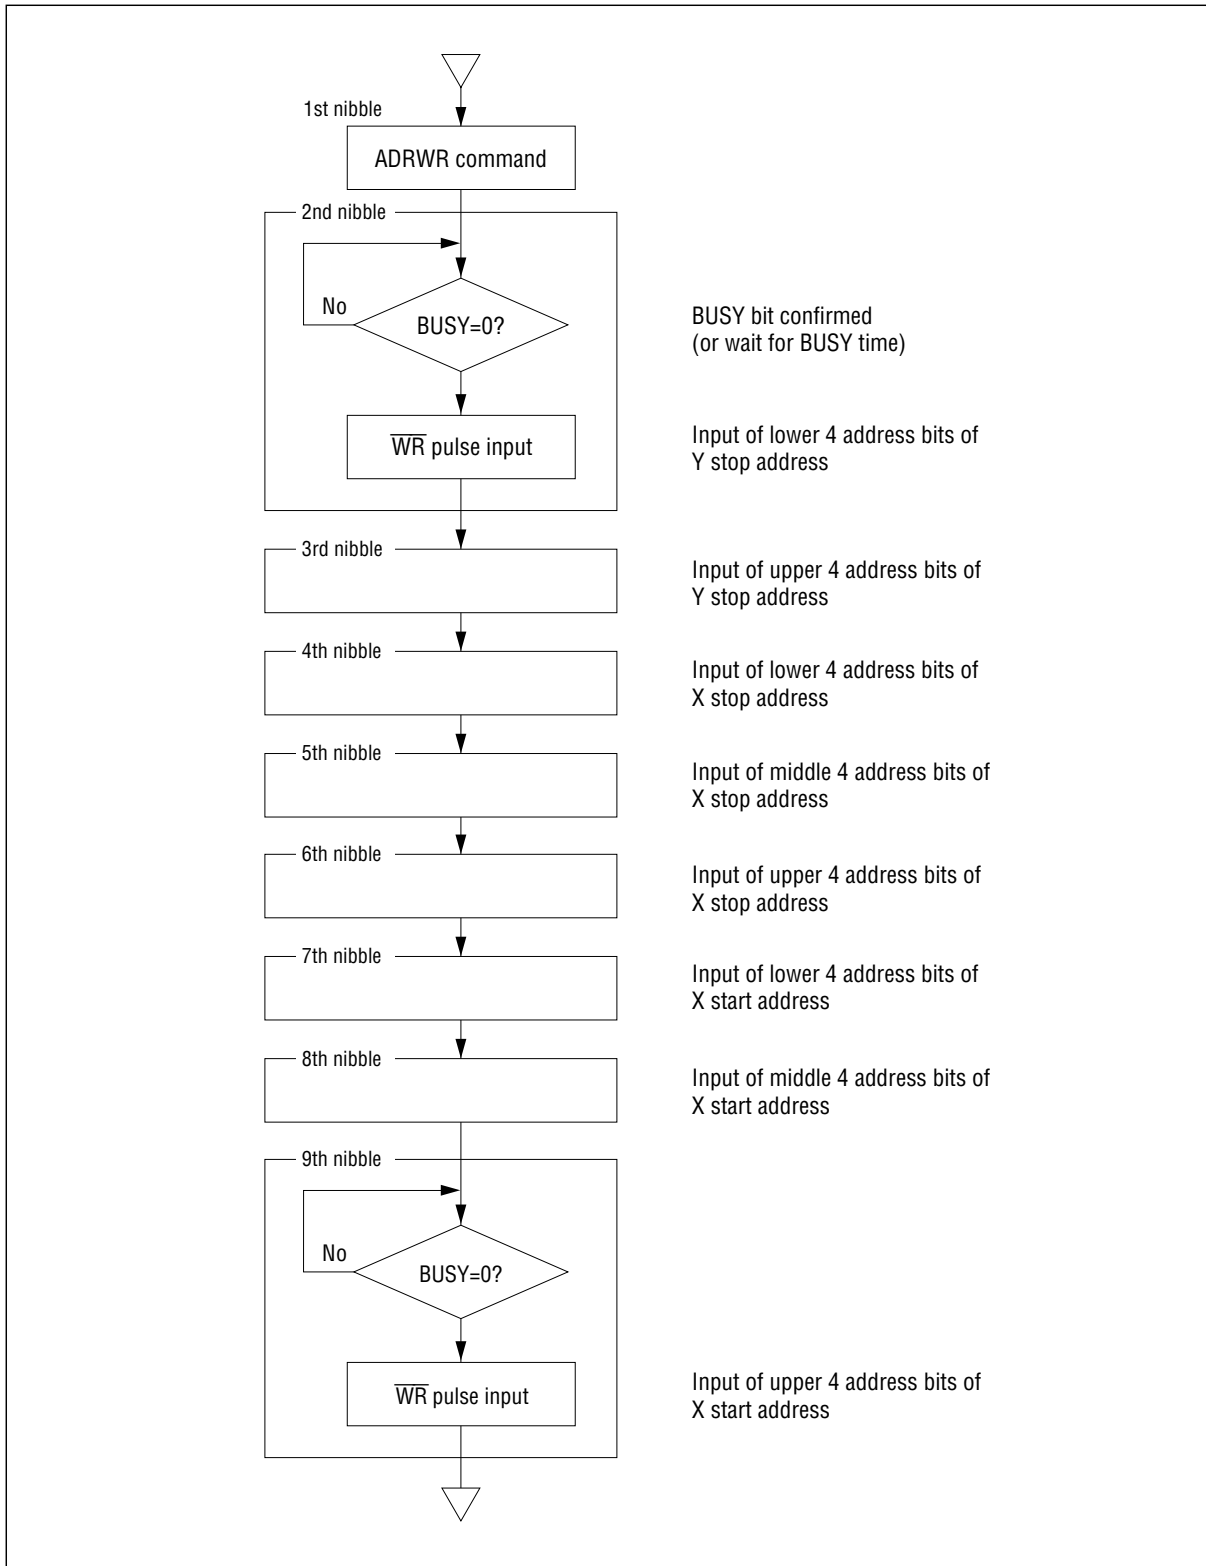 1st nibble
ADRWR command
2nd nibble
No
BUSY=0?
BUSY bit confirmed
(or wait for BUSY time)
W̅R̅ pulse input
Input of lower 4 address bits of
Y stop address
3rd nibble
Input of upper 4 address bits of
Y stop address
4th nibble
Input of lower 4 address bits of
X stop address
5th nibble
Input of middle 4 address bits of
X stop address
6th nibble
Input of upper 4 address bits of
X stop address
7th nibble
Input of lower 4 address bits of
X start address
8th nibble
Input of middle 4 address bits of
X start address
9th nibble
No
BUSY=0?
W̅R̅ pulse input
Input of upper 4 address bits of
X start address